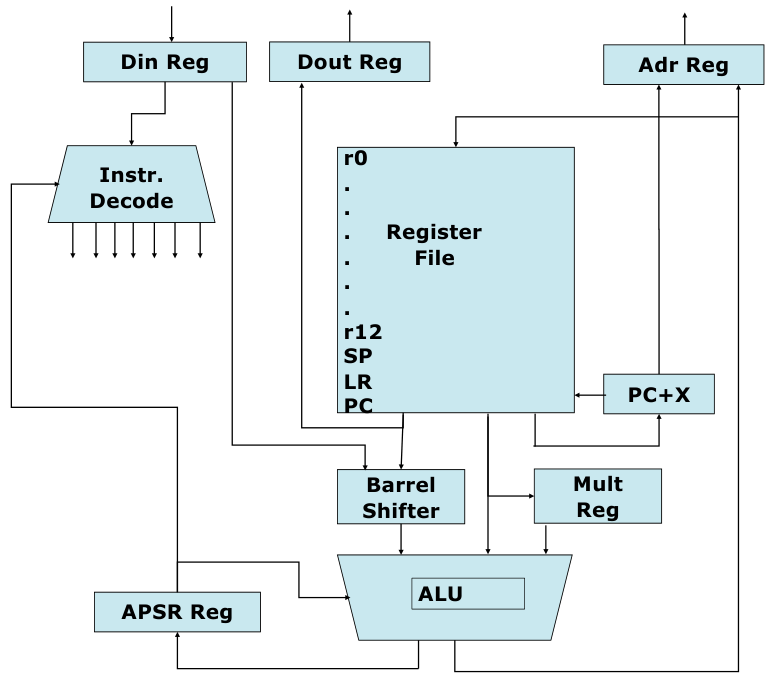 Din Reg
Dout Reg
Adr Reg
Instr.
Decode
r0
.
.
.
.
.
.
r12
SP
LR
PC
Register
File
PC+X
Barrel
Shifter
Mult
Reg
ALU
APSR Reg